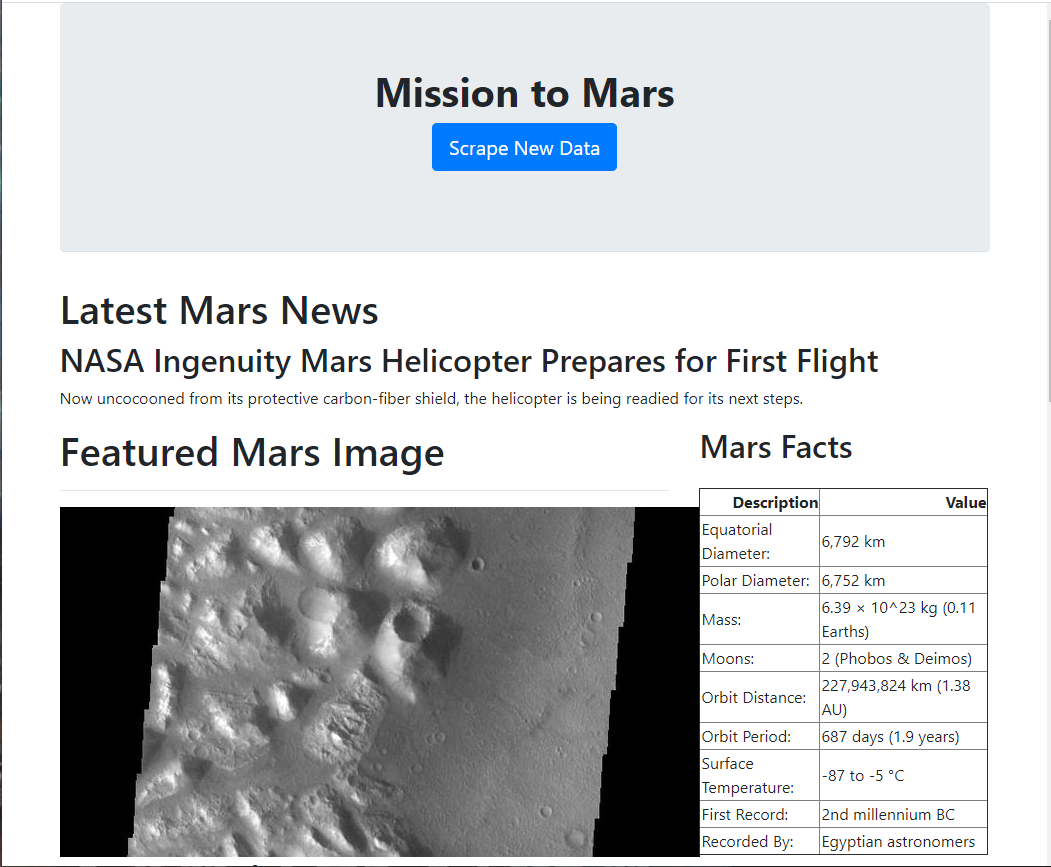 Mission to Mars
Scrape New Data
Latest Mars News
NASA Ingenuity Mars Helicopter Prepares for First Flight
Now uncocooned from its protective carbon-fiber shield, the helicopter is being readied for its next steps.
Featured Mars Image
Mars Facts
Description Value
Equatorial
Diameter: 6,792 km
Polar Diameter: 6,752 km
Mass: 6.39 × 10^23 kg (0.11
Earths)
Moons: 2 (Phobos & Deimos)
Orbit Distance: 227,943,824 km (1.38
AU)
Orbit Period: 687 days (1.9 years)
Surface
Temperature: -87 to -5 °C
First Record: 2nd millennium BC
Recorded By: Egyptian astronomers